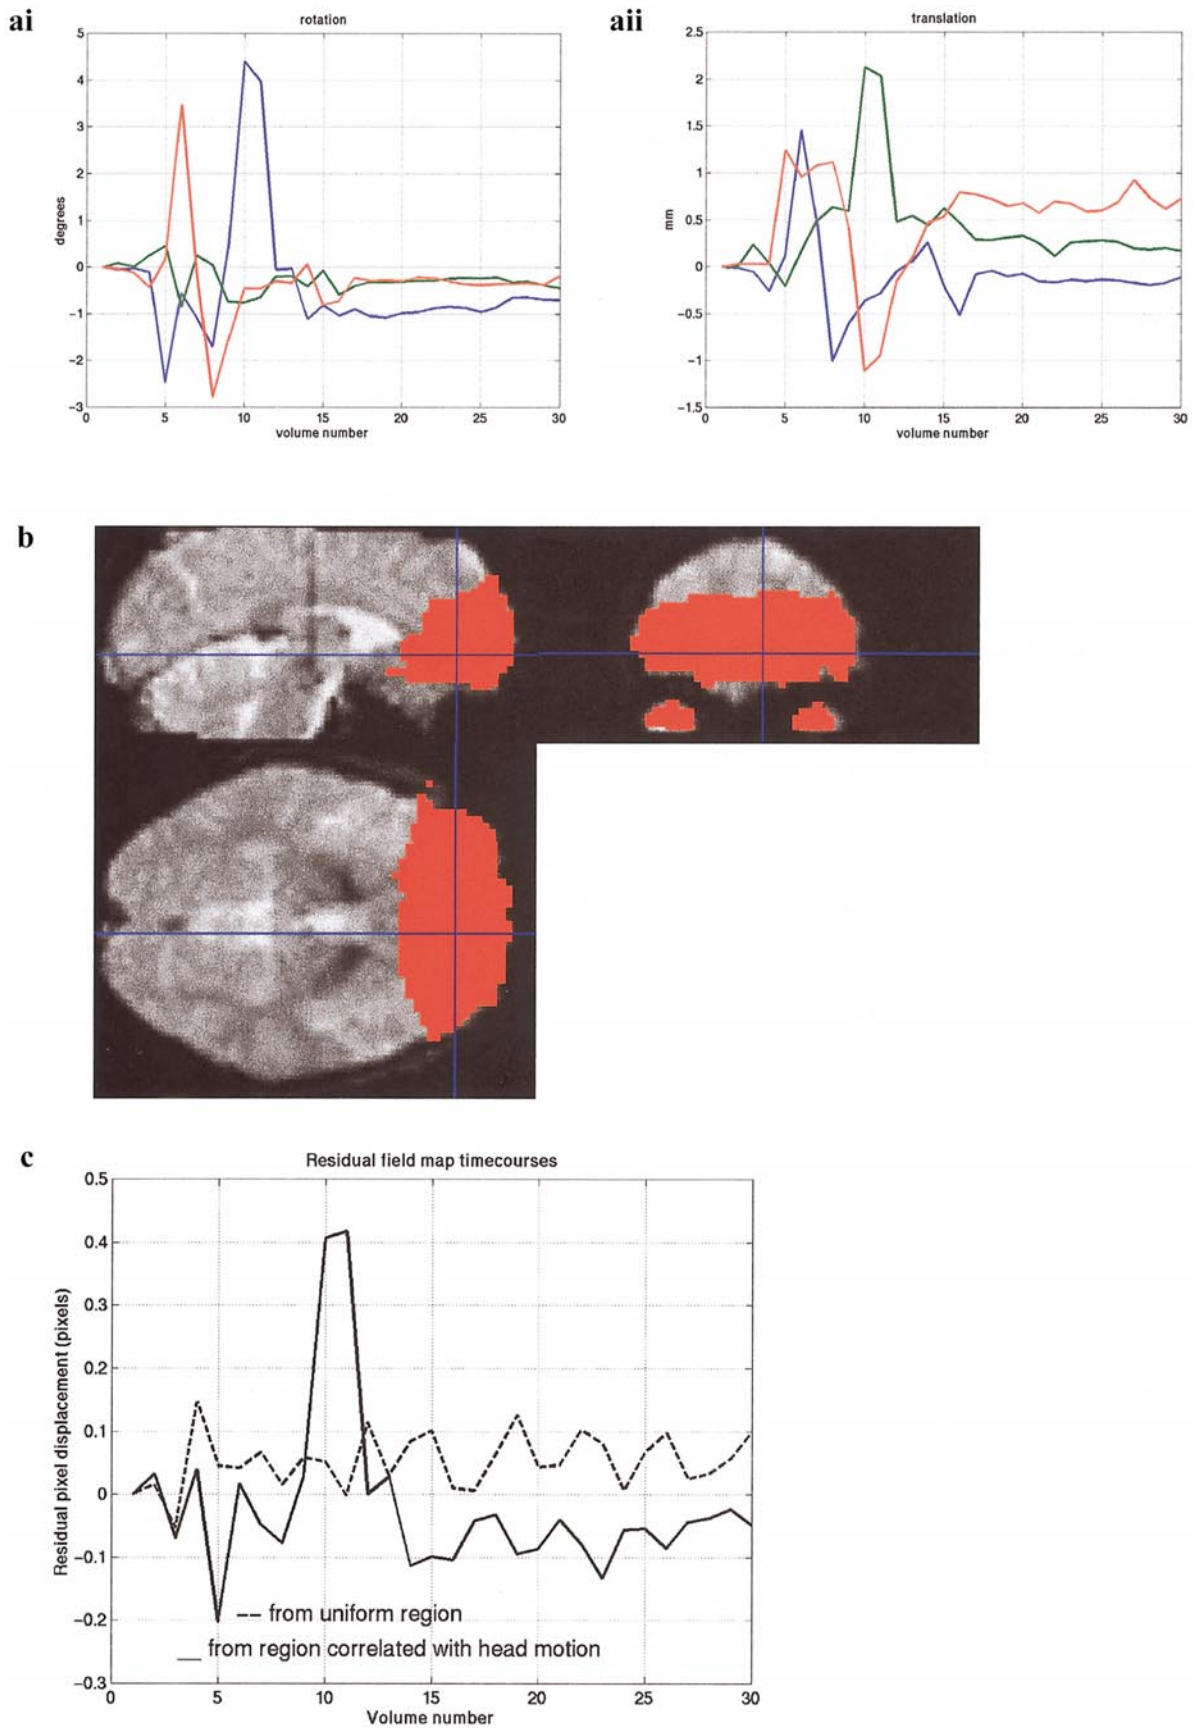 ai
rotation
5
4
3
2
1
0
−1
−2
−3
degrees
0 5 10 15 20 25 30
volume number
aii
translation
2.5
2
1.5
1
0.5
0
−0.5
−1
−1.5
mm
0 5 10 15 20 25 30
volume number
b
c
Residual field map timecourses
0.5
0.4
0.3
0.2
0.1
0
−0.1
−0.2
−0.3
Residual pixel displacement (pixels)
from uniform region
from region correlated with head motion
0 5 10 15 20 25 30
Volume number